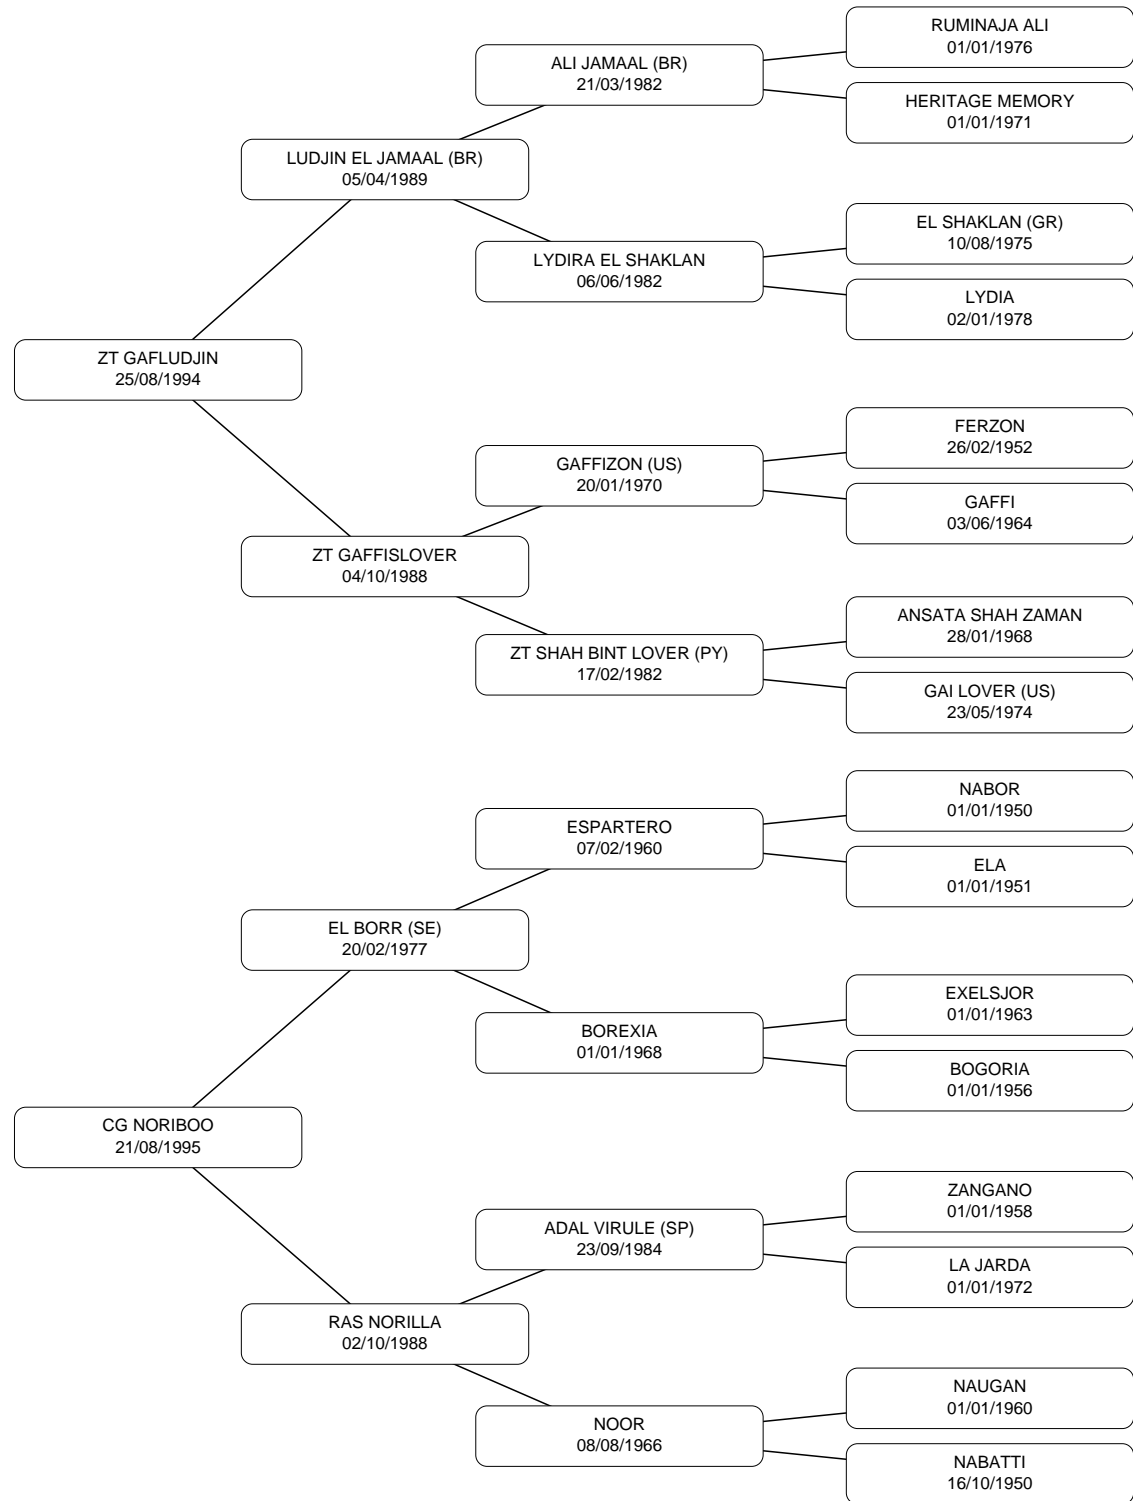 RUMINAJA ALI
01/01/1976
ALI JAMAAL (BR)
21/03/1982
HERITAGE MEMORY
01/01/1971
LUDJIN EL JAMAAL (BR)
05/04/1989
EL SHAKLAN (GR)
10/08/1975
LYDIRA EL SHAKLAN
06/06/1982
LYDIA
02/01/1978
ZT GAFLUDJIN
25/08/1994
FERZON
26/02/1952
GAFFIZON (US)
20/01/1970
GAFFI
03/06/1964
ZT GAFFISLOVER
04/10/1988
ANSATA SHAH ZAMAN
28/01/1968
ZT SHAH BINT LOVER (PY)
17/02/1982
GAI LOVER (US)
23/05/1974
NABOR
01/01/1950
ESPARTERO
07/02/1960
ELA
01/01/1951
EL BORR (SE)
20/02/1977
EXELSJOR
01/01/1963
BOREXIA
01/01/1968
BOGORIA
01/01/1956
CG NORIBOO
21/08/1995
ZANGANO
01/01/1958
ADAL VIRULE (SP)
23/09/1984
LA JARDA
01/01/1972
RAS NORILLA
02/10/1988
NAUGAN
01/01/1960
NOOR
08/08/1966
NABATTI
16/10/1950